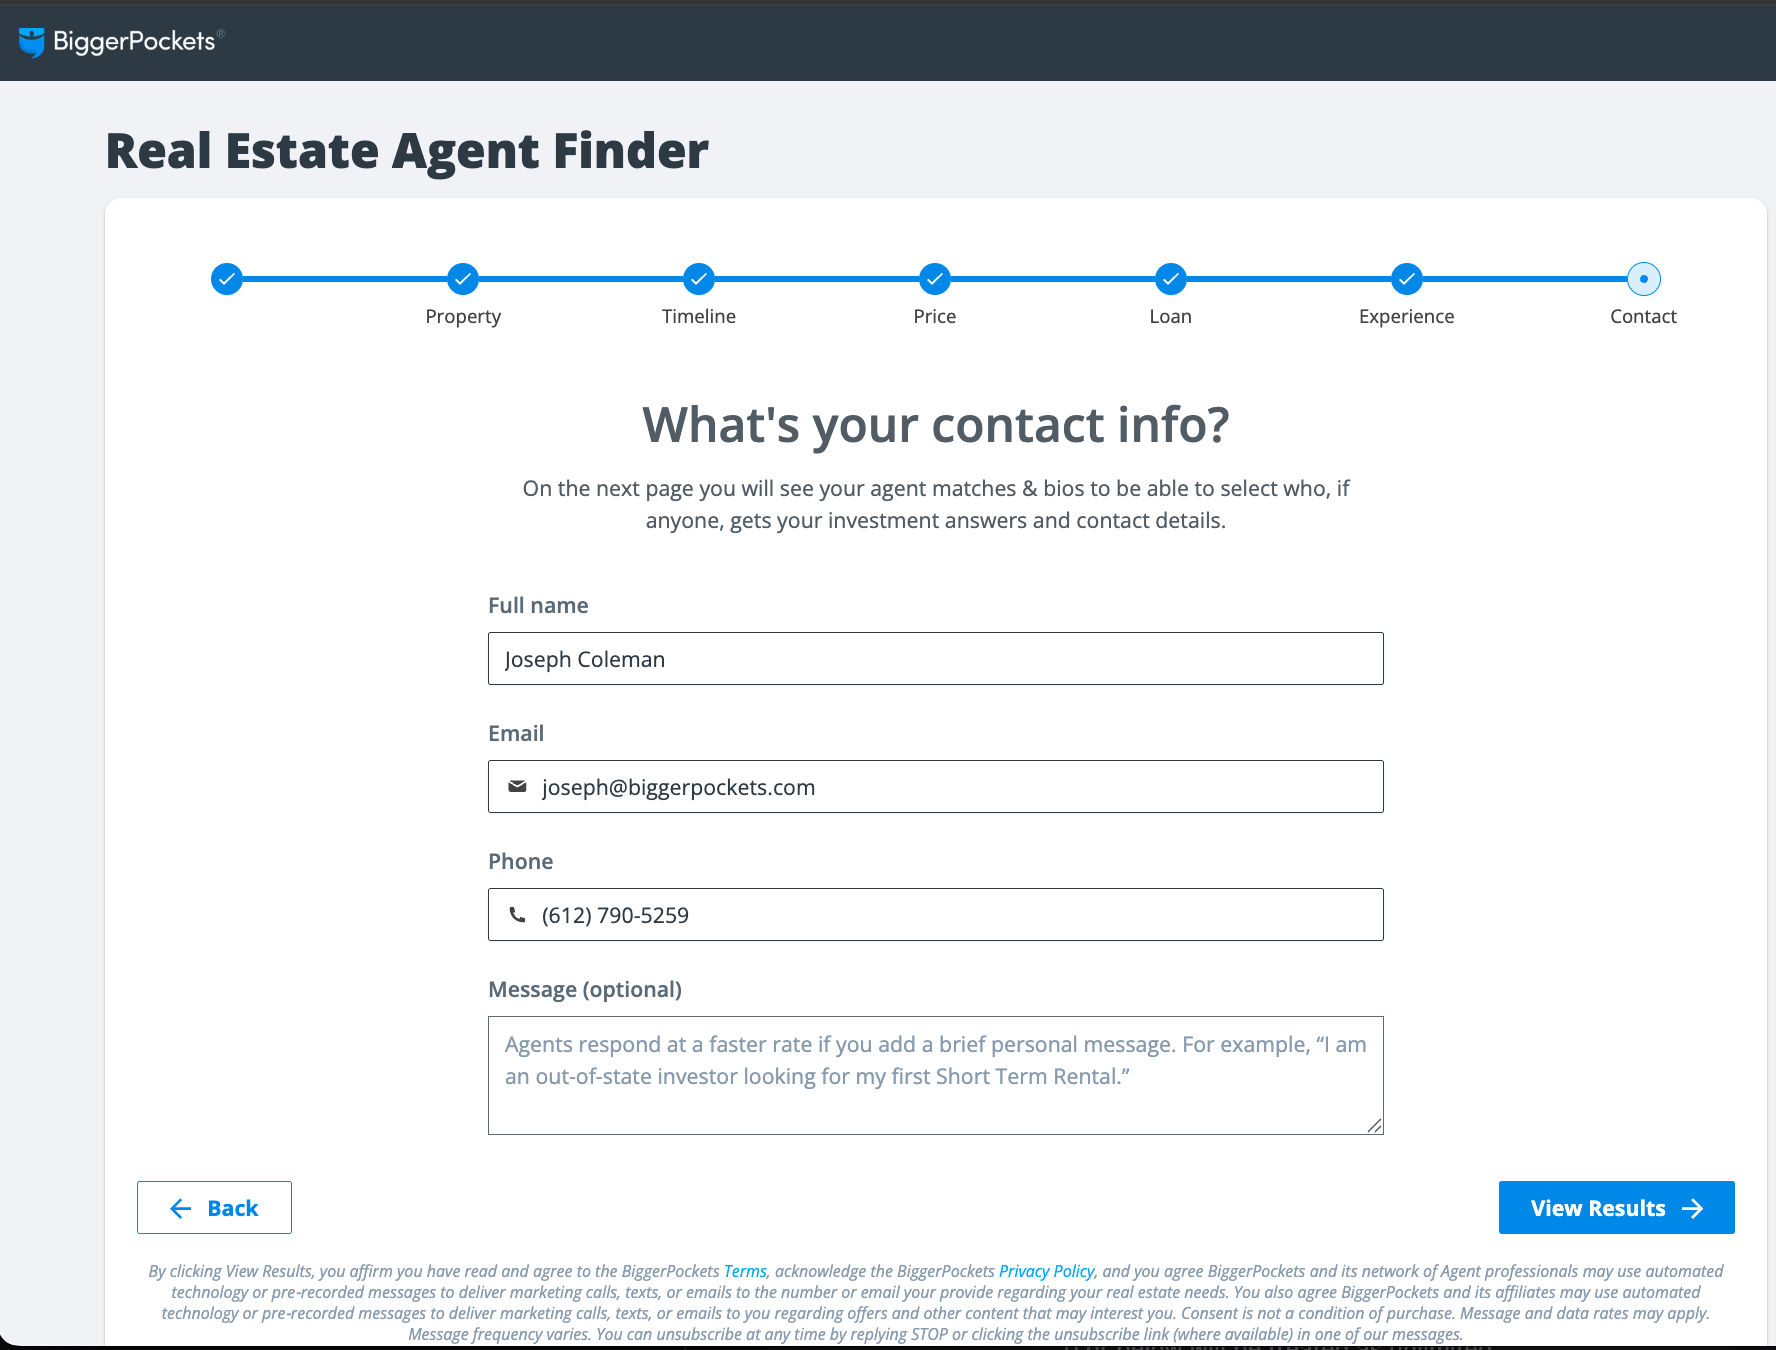 BiggerPockets®
Real Estate Agent Finder
Property
Timeline
Price
Loan
Experience
Contact
What's your contact info?
On the next page you will see your agent matches & bios to be able to select who, if
anyone, gets your investment answers and contact details.
Full name
Joseph Coleman
Email
joseph@biggerpockets.com
Phone
(612) 790-5259
Message (optional)
Agents respond at a faster rate if you add a brief personal message. For example, “I am
an out-of-state investor looking for my first Short Term Rental.”
Back
View Results
By clicking View Results, you affirm you have read and agree to the BiggerPockets Terms, acknowledge the BiggerPockets Privacy Policy, and you agree BiggerPockets and its network of Agent professionals may use automated
technology or pre-recorded messages to deliver marketing calls, texts, or emails to the number or email your provide regarding your real estate needs. You also agree BiggerPockets and its affiliates may use automated
technology or pre-recorded messages to deliver marketing calls, texts, or emails to you regarding offers and other content that may interest you. Consent is not a condition of purchase. Message and data rates may apply.
Message frequency varies. You can unsubscribe at any time by replying STOP or clicking the unsubscribe link (where available) in one of our messages.